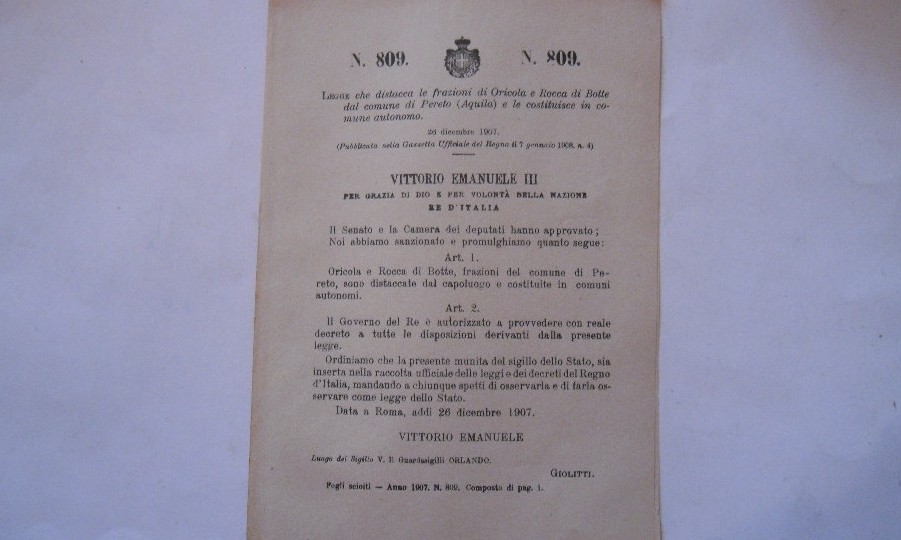 N. 809. N. 809.
LEGGE che distacca le frazioni di Oricola e Rocca di Botte
dal comune di Pereto (Aquila) e le costituisce in co-
mune autonomo.
26 dicembre 1907.
(Pubblicata nella Gazzetta Ufficiale del Regno il 7 gennaio 1908, n. 4)
VITTORIO EMANUELE III
PER GRAZIA DI DIO E PER VOLONTÀ DELLA NAZIONE
RE D'ITALIA
Il Senato e la Camera dei deputati hanno approvato;
Noi abbiamo sanzionato e promulghiamo quanto segue:
Art. 1.
Oricola e Rocca di Botte, frazioni del comune di Pe-
reto, sono distaccate dal capoluogo e costituite in comuni
autonomi.
Art. 2.
Il Governo del Re è autorizzato a provvedere con reale
decreto a tutte le disposizioni derivanti dalla presente
legge.
Ordiniamo che la presente munita del sigillo dello Stato, sia
inserta nella raccolta ufficiale delle leggi e dei decreti del Regno
d'Italia, mandando a chiunque spetti di osservarla e di farla os-
servare come legge dello Stato.
Data a Roma, addì 26 dicembre 1907.
VITTORIO EMANUELE
Luogo del Sigillo V. Il Guardasigilli ORLANDO.
GIOLITTI.
Fogli sciolti — Anno 1907. N. 809. Composto di pag. 1.